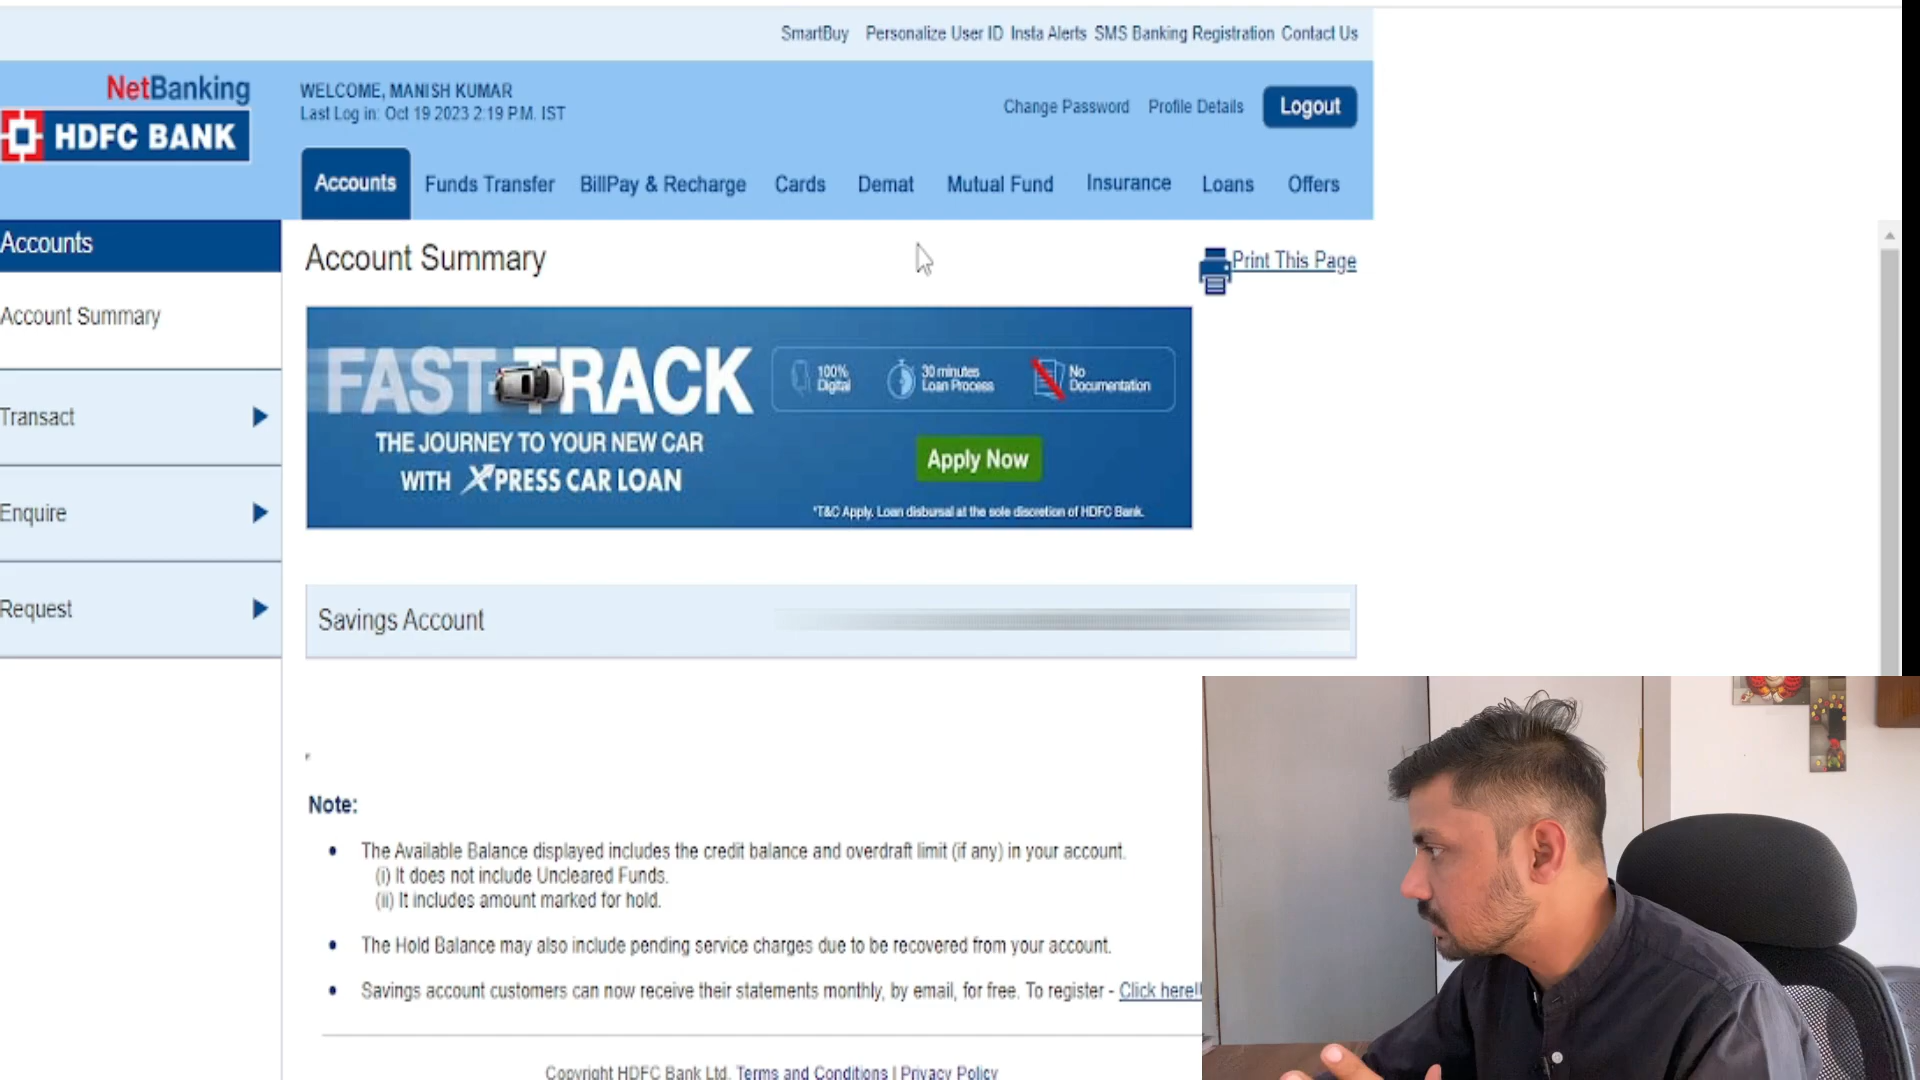 SmartBuy Personalize User ID Insta Alerts SMS Banking Registration Contact Us
NetBanking
HDFC BANK
WELCOME, MANISH KUMAR
Last Log in: Oct 19 2023 2:19 P.M. IST
Change Password Profile Details Logout
Accounts Funds Transfer BillPay & Recharge Cards Demat Mutual Fund Insurance Loans Offers
Accounts
Account Summary
Transact
Enquire
Request
Account Summary
Print This Page
FAST TRACK
THE JOURNEY TO YOUR NEW CAR
WITH XPRESS CAR LOAN
100%
Digital
30 minutes
Loan Process
No
Documentation
Apply Now
*T&C Apply. Loan disbursal at the sole discretion of HDFC Bank.
Savings Account
Note:
The Available Balance displayed includes the credit balance and overdraft limit (if any) in your account.
(i) It does not include Uncleared Funds.
(ii) It includes amount marked for hold.
The Hold Balance may also include pending service charges due to be recovered from your account.
Savings account customers can now receive their statements monthly, by email, for free. To register - Click here!!
Copyright HDFC Bank Ltd. Terms and Conditions | Privacy Policy